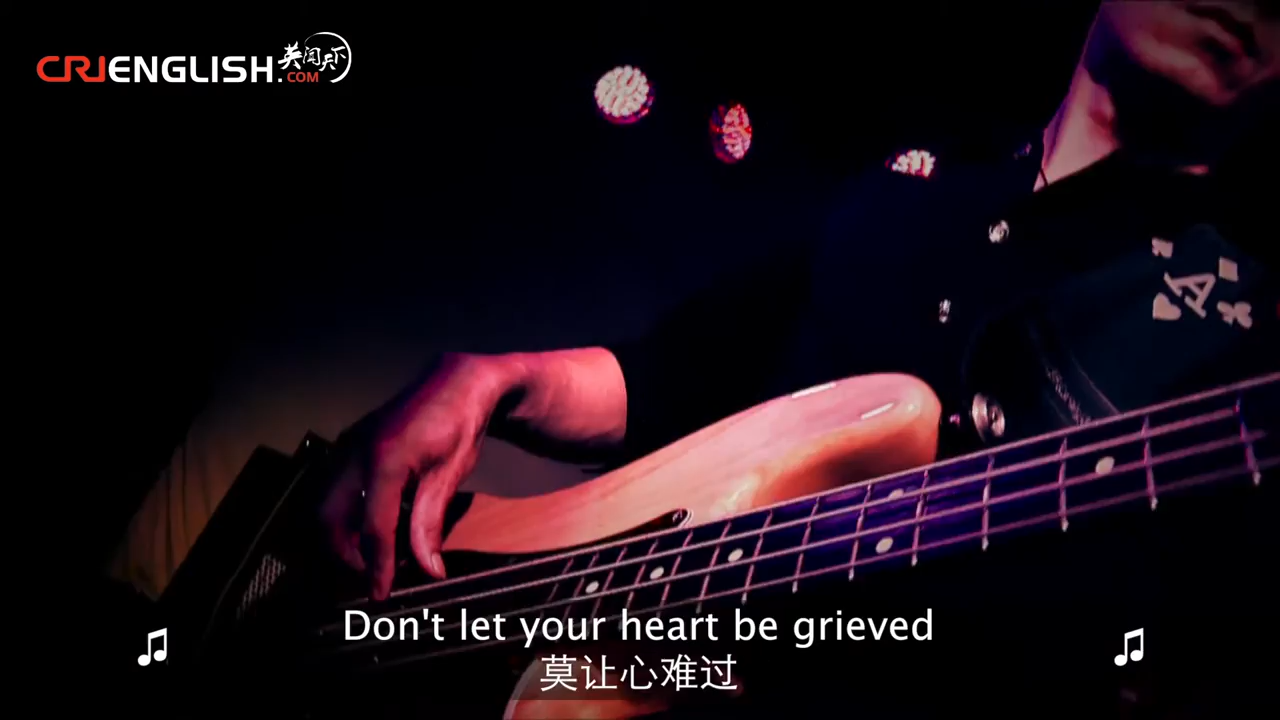 CRIENGLISH.COM 英闻天下
A
Don't let your heart be grieved
莫让心难过